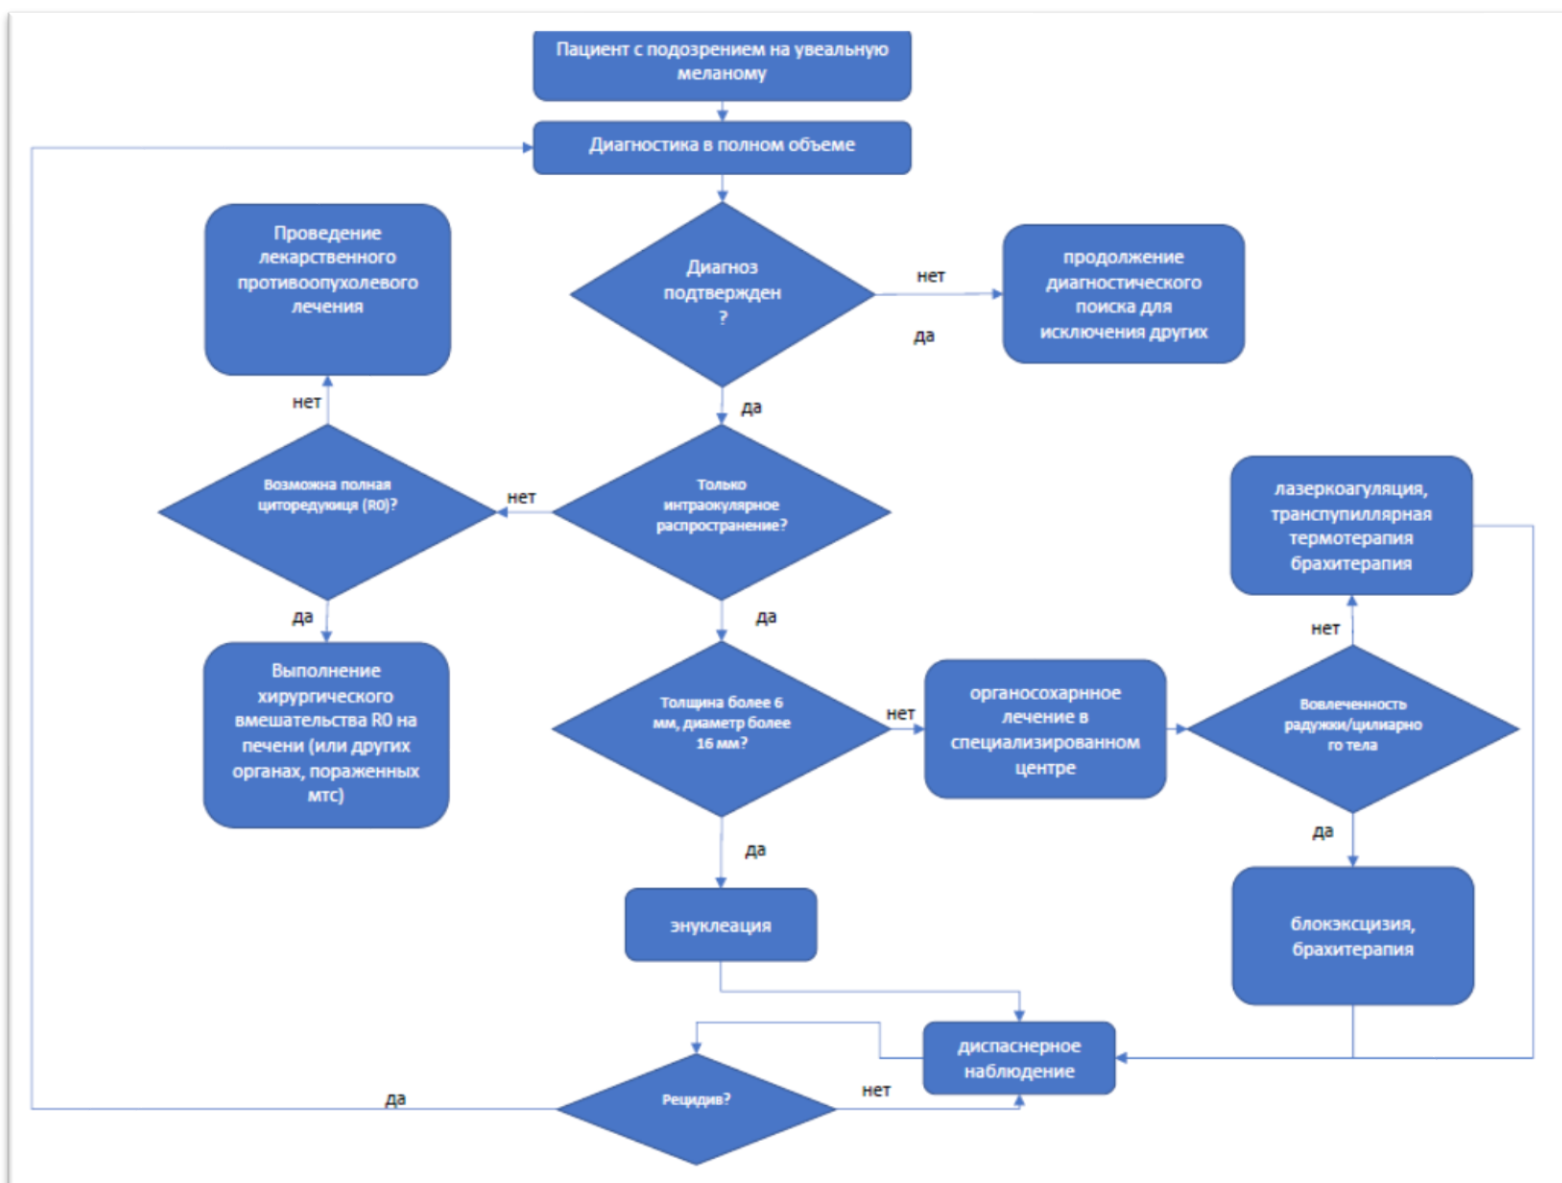 Пациент с подозрением на увеальную
меланому
Диагностика в полном объеме
Проведение
лекарственного
противоопухолевого
лечения
Диагноз
подтвержден
?
нет
да
продолжение
диагностического
поиска для
исключения других
нет
да
Возможна полная
циторедукиця (R0)?
нет
Только
интраокулярное
распространение?
лазеркоагуляция,
транспупиллярная
термотерапия
брахитерапия
да
да
нет
Выполнение
хирургического
вмешательства R0 на
печени (или других
органах, пораженных
мтс)
Толщина более 6
мм, диаметр более
16 мм?
нет
органосохарнное
лечение в
специализированном
центре
Вовлеченность
радужки/цилиарно
го тела
да
да
энуклеация
блокэксцизия,
брахитерапия
диспаснерное
наблюдение
Рецидив?
да
нет